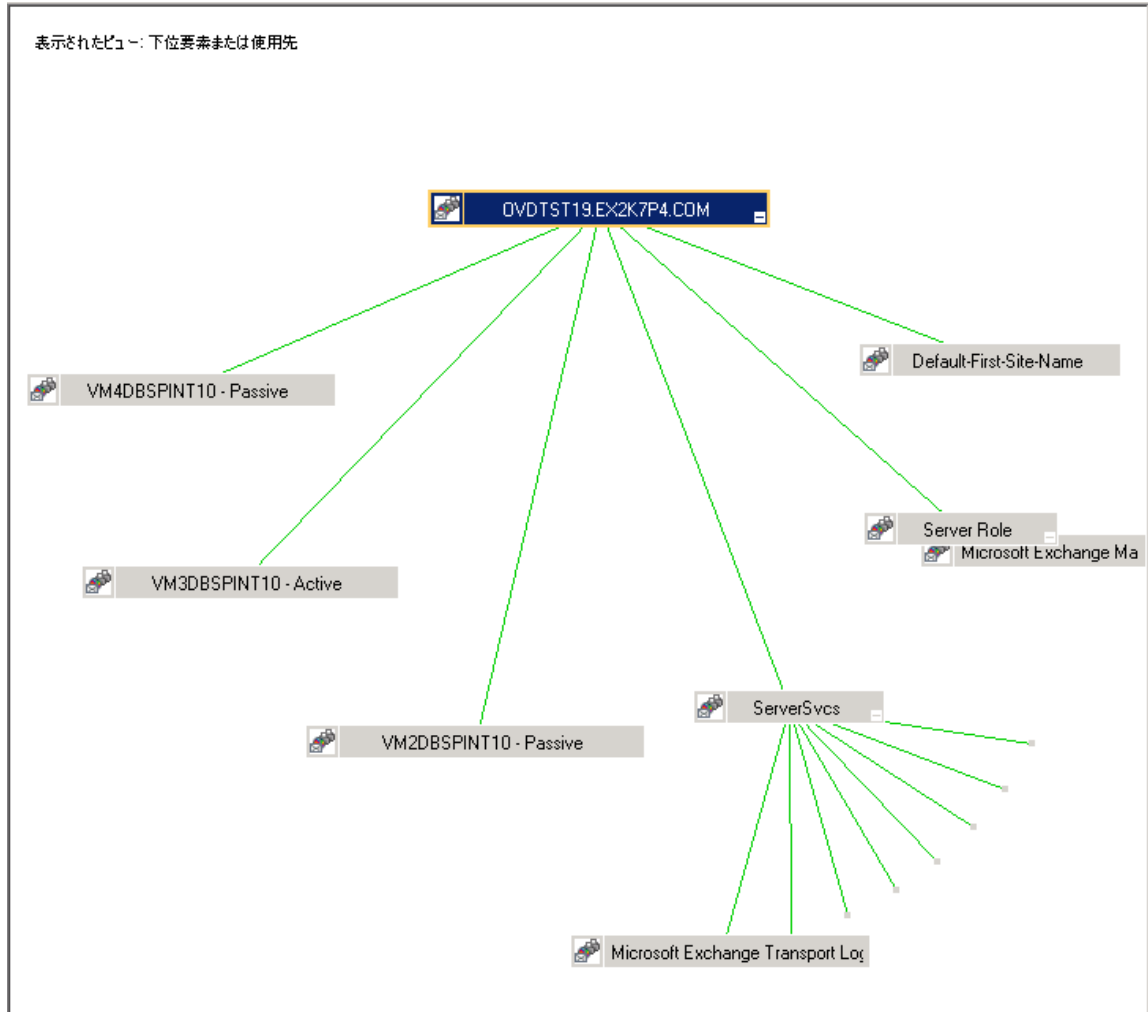 表示されたビュー: 下位要素または使用先
OVDTST19.EX2K7P4.COM
Default-First-Site-Name
VM4DBSPINT10 - Passive
Server Role
Microsoft Exchange Ma
VM3DBSPINT10 - Active
ServerSvcs
VM2DBSPINT10 - Passive
Microsoft Exchange Transport Log